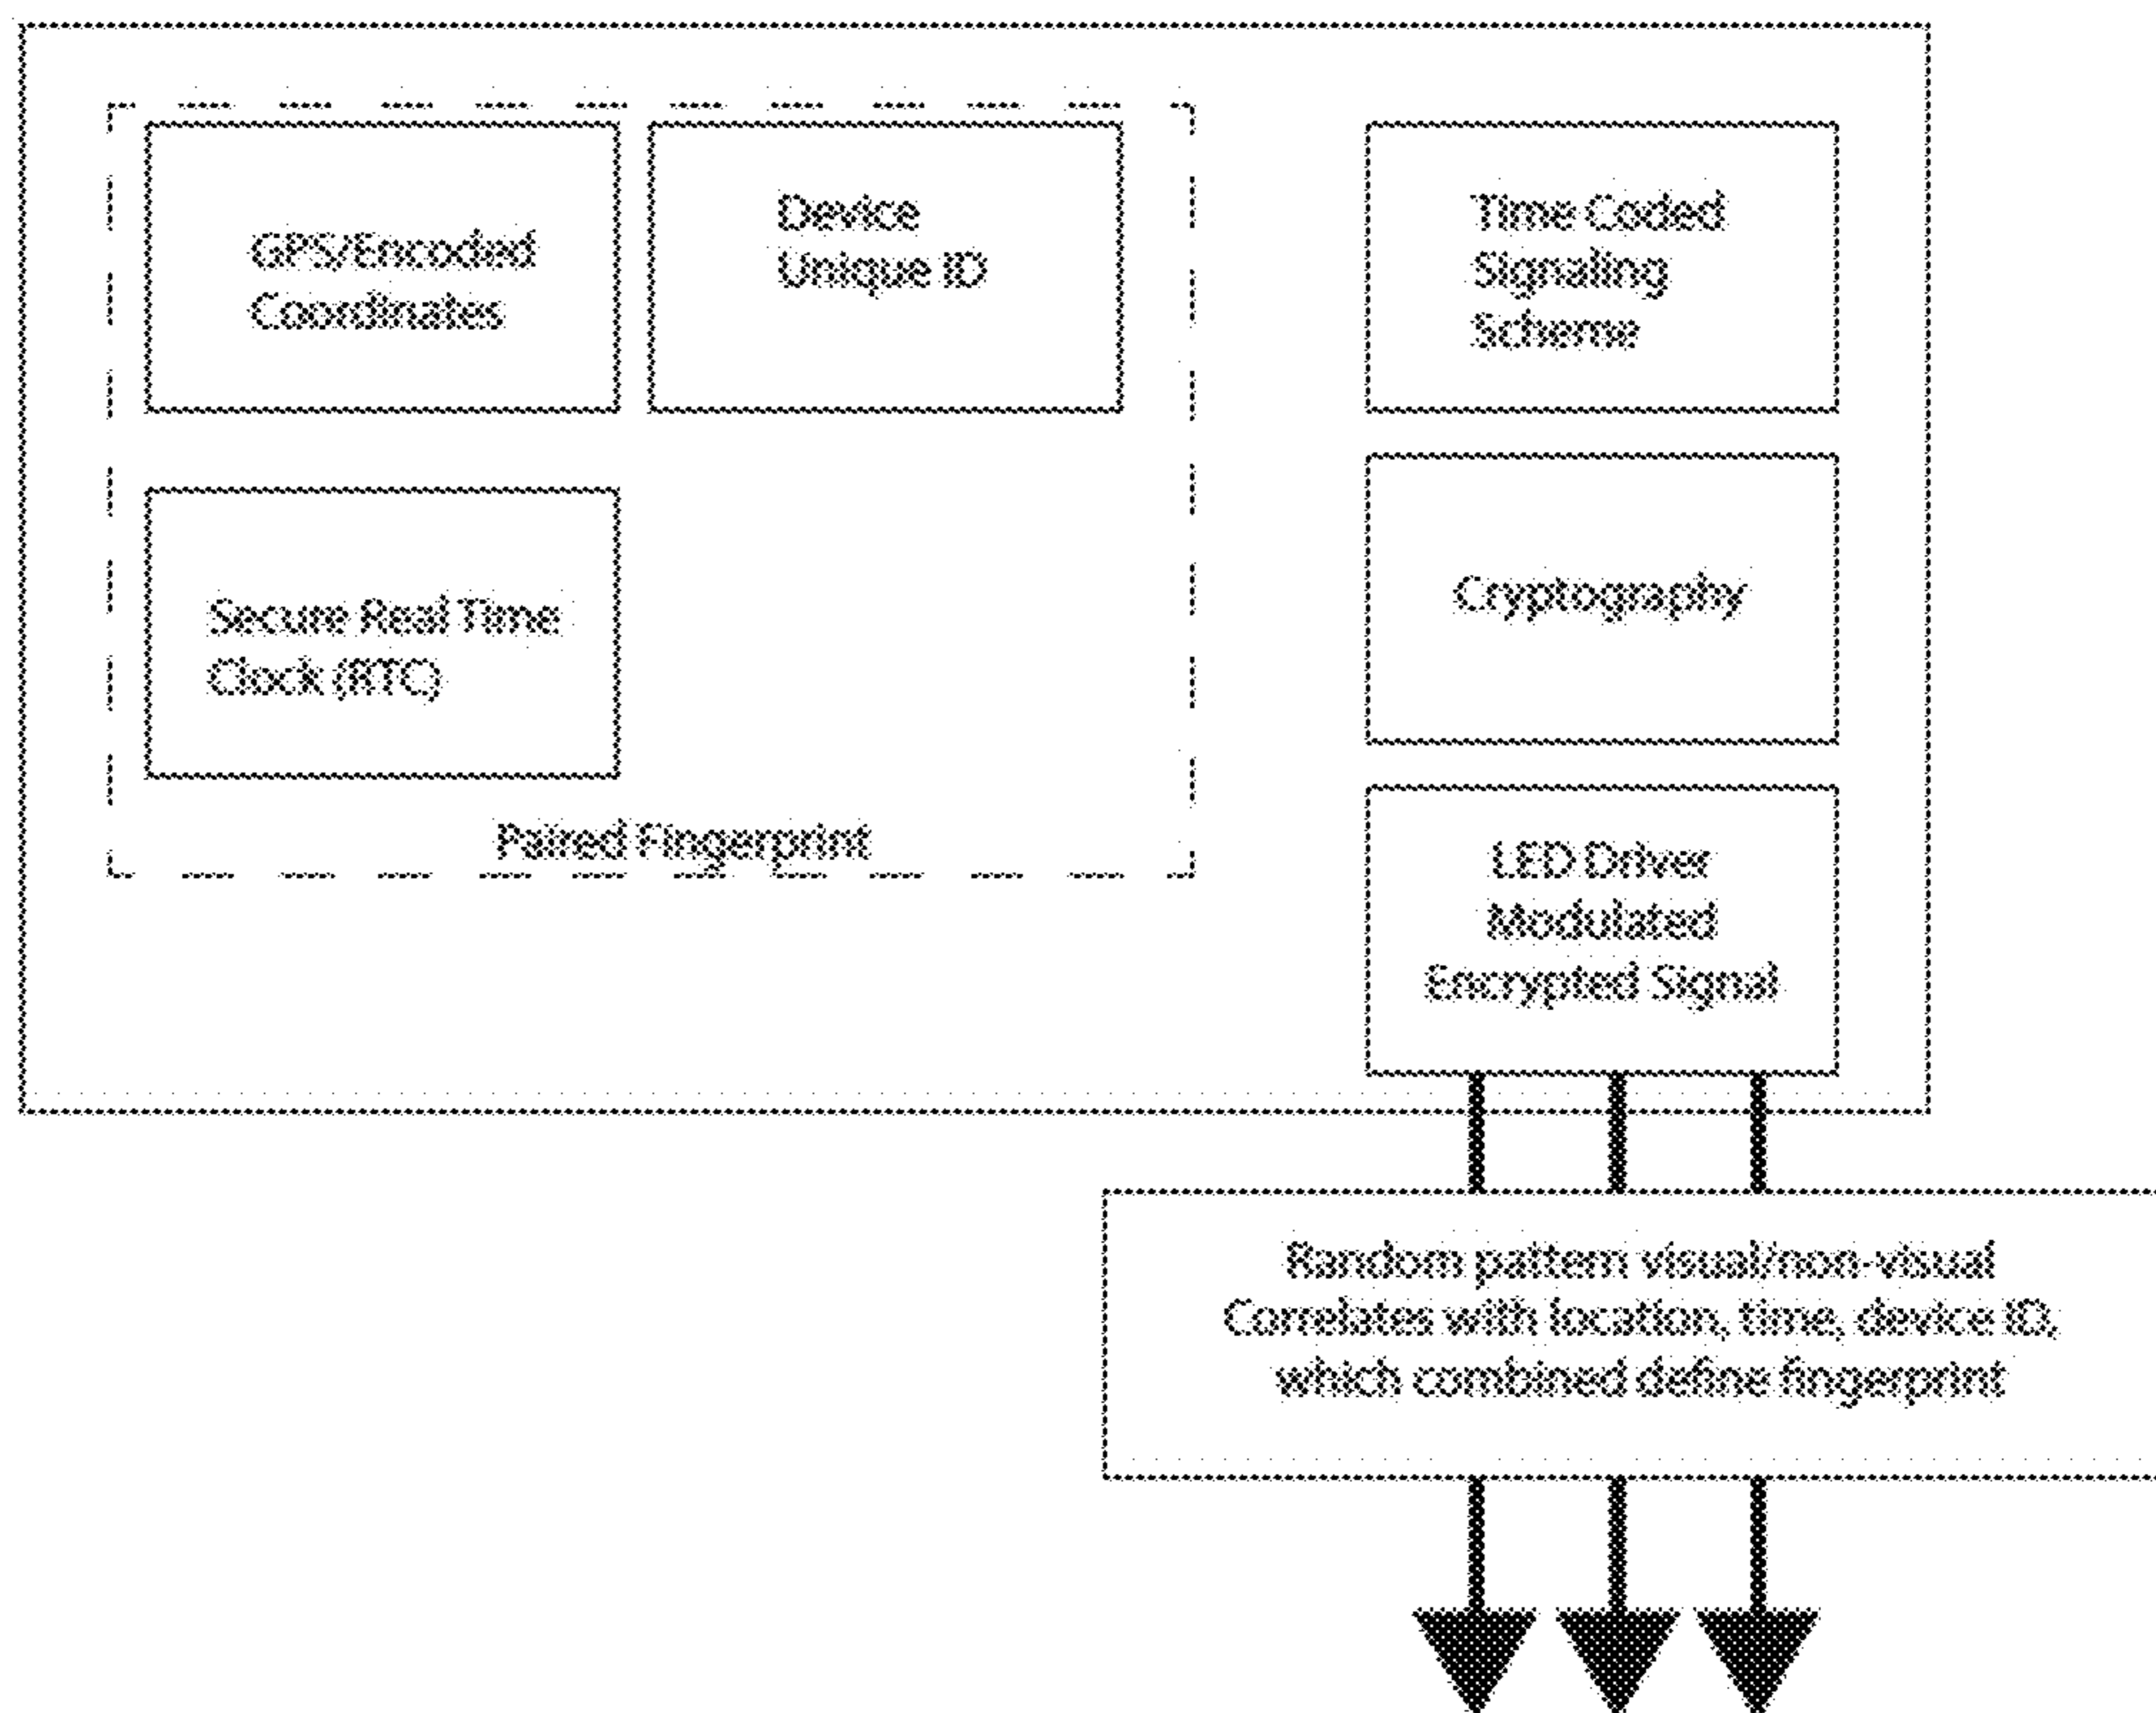 GPS/Encoded
Coordinates
Device
Unique ID
Time Coded
Signaling
Scheme
Secure Real Time
Clock (RTC)
Cryptography
Paired Fingerprint
LED Driver
Modulated
Encrypted Signal
Random pattern visual/non-visual
Correlates with location, time, device ID,
which combined define fingerprint